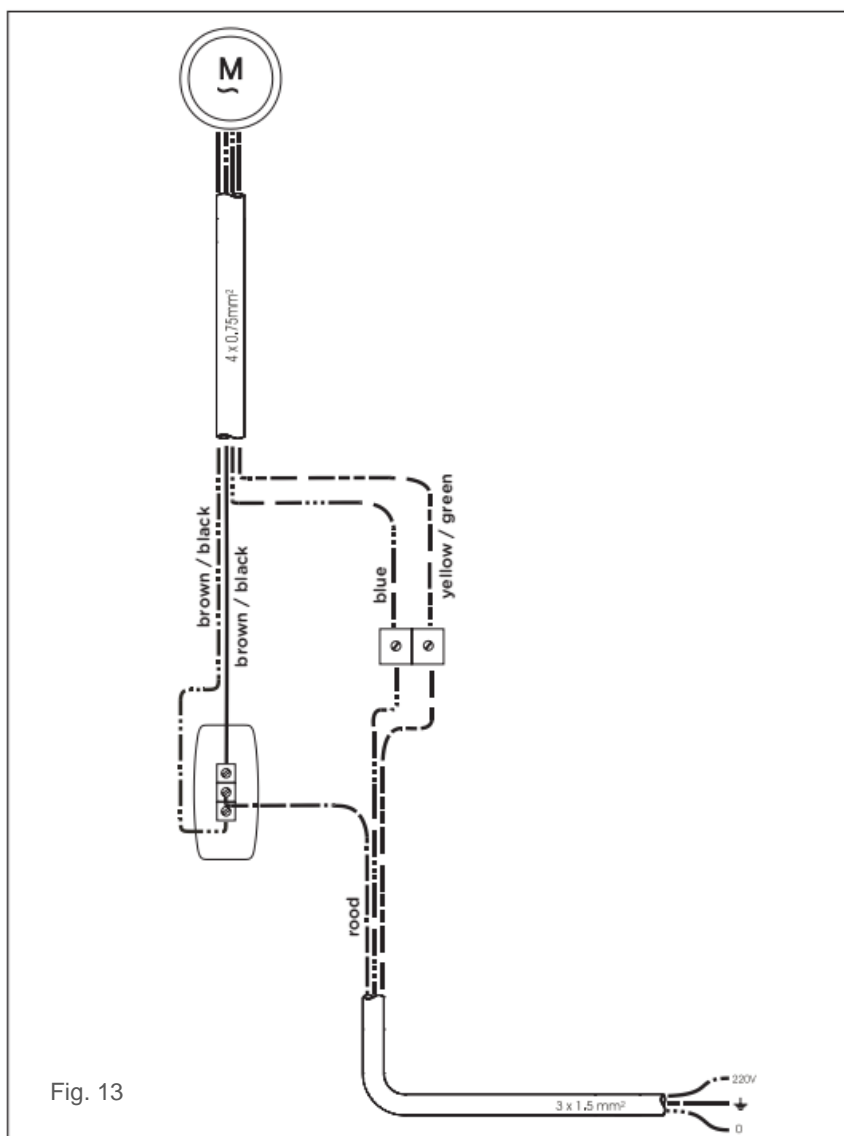 M
4 x 0.75mm²
brown / black
brown / black
blue
yellow / green
rood
3 x 1.5 mm²
220V
0
Fig. 13